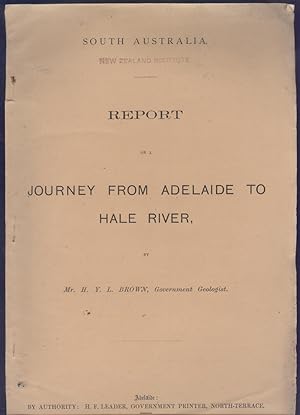 SOUTH AUSTRALIA.
NEW ZEALAND INSTITUTE
REPORT
ON A
JOURNEY FROM ADELAIDE TO
HALE RIVER,
BY
Mr. H. Y. L. BROWN, Government Geologist.
Adelaide:
BY AUTHORITY: H. F. LEADER, GOVERNMENT PRINTER, NORTH-TERRACE.